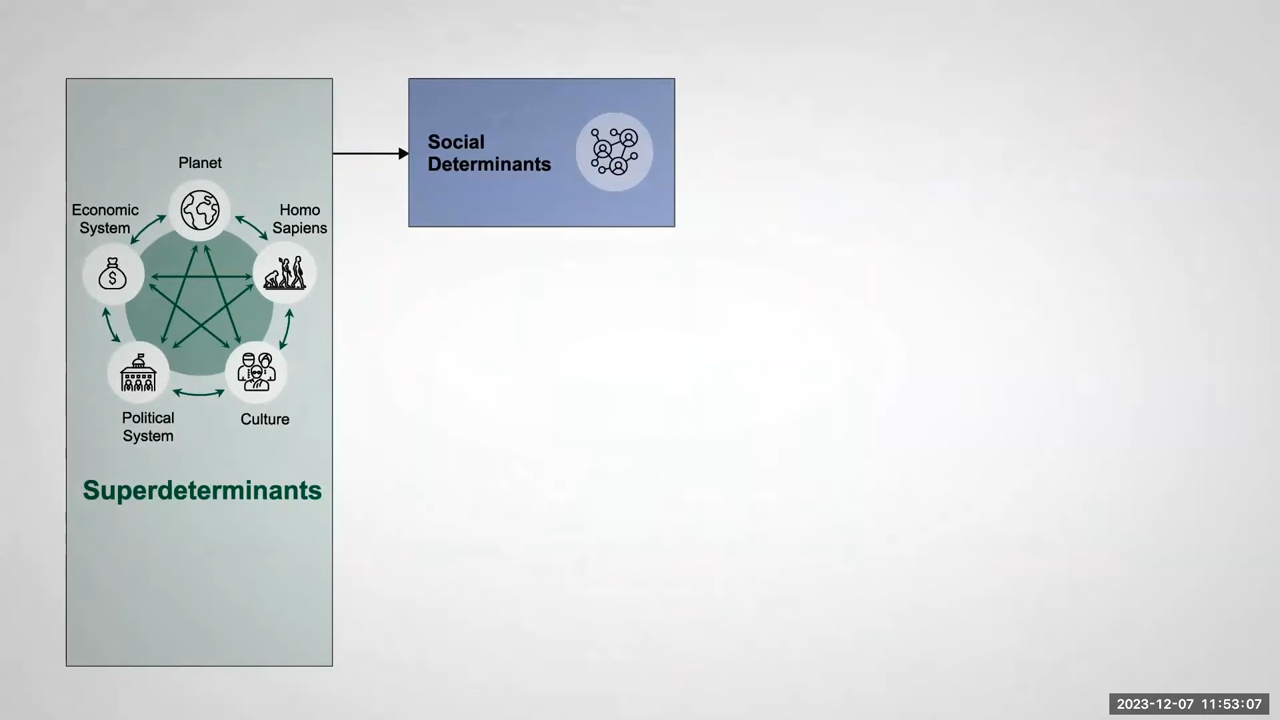 Planet
Economic
System
Homo
Sapiens
$
Political
System
Culture
Superdeterminants
Social
Determinants
2023-12-07 11:53:07